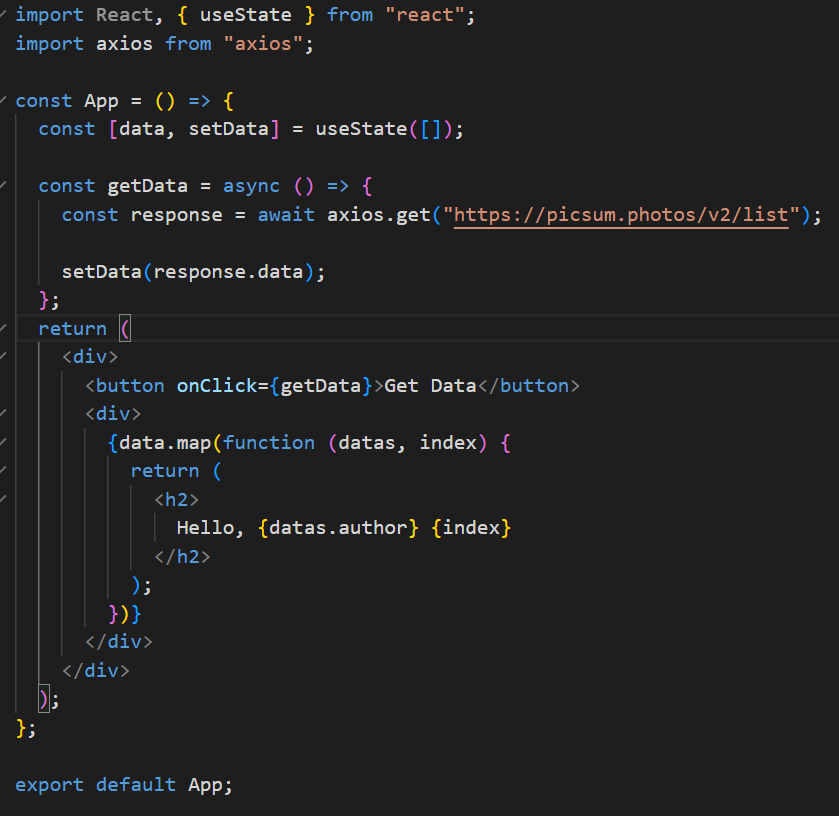 import React, { useState } from "react";
import axios from "axios";

const App = () => {
  const [data, setData] = useState([]);

  const getData = async () => {
    const response = await axios.get("https://picsum.photos/v2/list");

    setData(response.data);
  };
  return (
    <div>
      <button onClick={getData}>Get Data</button>
      <div>
        {data.map(function (datas, index) {
          return (
            <h2>
              Hello, {datas.author} {index}
            </h2>
          );
        })}
      </div>
    </div>
  );
};

export default App;